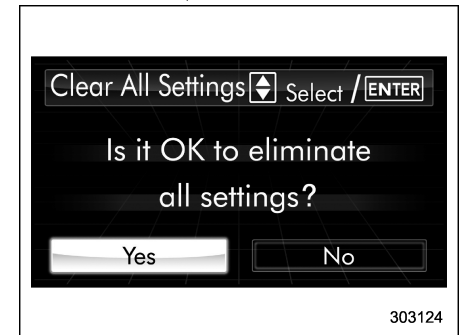 Clear All Settings Select / ENTER
Is it OK to eliminate
all settings?
Yes No
303124